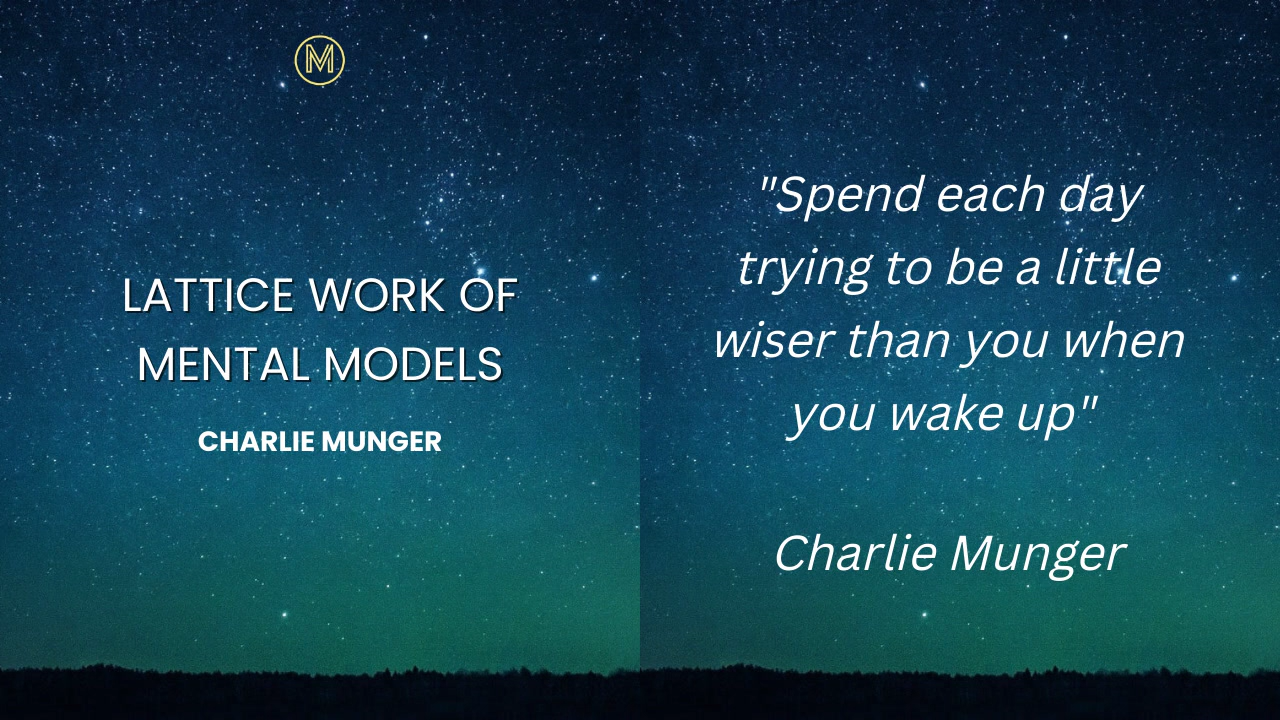 M
LATTICE WORK OF
MENTAL MODELS
CHARLIE MUNGER
"Spend each day
trying to be a little
wiser than you when
you wake up"
Charlie Munger